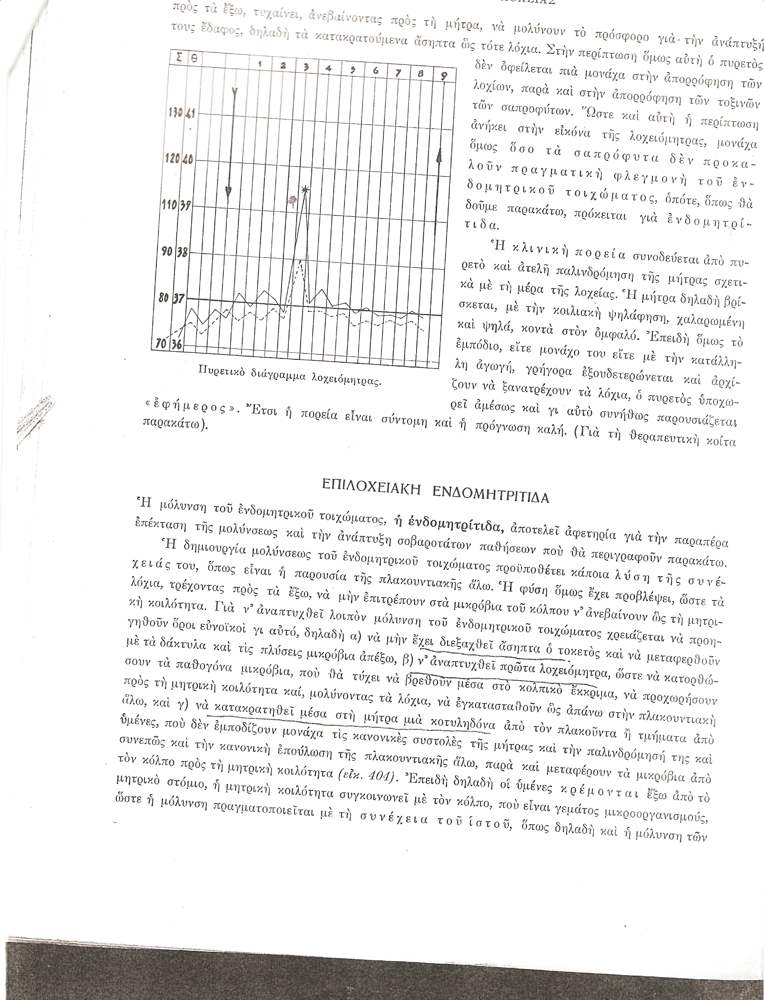 πρὸς τὰ ἔξω, τυχαίνει, ἀνεβαίνοντας πρὸς τὴ μήτρα, νὰ μολύνουν τὸ πρόσφορο γιὰ τὴν ἀνάπτυξή
τους ἔδαφος, δηλαδὴ τὰ κατακρατούμενα ἄσηπτα ὣς τότε λόχια. Στὴν περίπτωση ὅμως αὐτὴ ὁ πυρετὸς
δὲν ὀφείλεται πιὰ μονάχα στὴν ἀπορρόφηση τῶν
λοχίων, παρὰ καὶ στὴν ἀπορρόφηση τῶν τοξινῶν
τῶν σαπροφύτων. Ὥστε καὶ αὐτὴ ἡ περίπτωση
ἀνήκει στὴν εἰκόνα τῆς λοχειόμητρας, μονάχα
ὅμως ὅσο τὰ σαπρόφυτα δὲν προκα-
λοῦν πραγματικὴ φλεγμονὴ τοῦ ἐν-
δομητρικοῦ τοιχώματος, ὁπότε, ὅπως θὰ
δοῦμε παρακάτω, πρόκειται γιὰ ἐνδομητρί-
τιδα.
Ἡ κλινικὴ πορεία συνοδεύεται ἀπὸ πυ-
ρετὸ καὶ ἀτελῆ παλινδρόμηση τῆς μήτρας σχετι-
κὰ μὲ τὴ μέρα τῆς λοχείας. Ἡ μήτρα δηλαδὴ βρί-
σκεται, μὲ τὴν κοιλιακὴ ψηλάφηση, χαλαρωμένη
καὶ ψηλά, κοντὰ στὸν ὀμφαλό. Ἐπειδὴ ὅμως τὸ
ἐμπόδιο, εἴτε μονάχο του εἴτε μὲ τὴν κατάλλη-
λη ἀγωγή, γρήγορα ἐξουδετερώνεται καὶ ἀρχί-
ζουν νὰ ξανατρέχουν τὰ λόχια, ὁ πυρετὸς ὑποχω-
ρεῖ ἀμέσως καὶ γι αὐτὸ συνήθως παρουσιάζεται
Σ Θ 1 2 3 4 5 6 7 8 9
130 41
120 40
110 39
90 38
80 37
70 36
Πυρετικὸ διάγραμμα λοχειόμητρας.
«ἐφήμερος». Ἔτσι ἡ πορεία εἶναι σύντομη καὶ ἡ πρόγνωση καλή. (Γιὰ τὴ θεραπευτικὴ κοίτα
παρακάτω).
ΕΠΙΛΟΧΕΙΑΚΗ ΕΝΔΟΜΗΤΡΙΤΙΔΑ
Ἡ μόλυνση τοῦ ἐνδομητρικοῦ τοιχώματος, ἡ ἐνδομητρίτιδα, ἀποτελεῖ ἀφετηρία γιὰ τὴν παραπέρα
ἐπέκταση τῆς μολύνσεως καὶ τὴν ἀνάπτυξη σοβαροτάτων παθήσεων ποὺ θὰ περιγραφοῦν παρακάτω.
Ἡ δημιουργία μολύνσεως τοῦ ἐνδομητρικοῦ τοιχώματος προϋποθέτει κάποια λύση τῆς συνέ-
χειάς του, ὅπως εἶναι ἡ παρουσία τῆς πλακουντιακῆς ἅλω. Ἡ φύση ὅμως ἔχει προβλέψει, ὥστε τὰ
λόχια, τρέχοντας πρὸς τὰ ἔξω, νὰ μὴν ἐπιτρέπουν στὰ μικρόβια τοῦ κόλπου ν' ἀνεβαίνουν ὣς τὴ μητρι-
κὴ κοιλότητα. Γιὰ ν' ἀναπτυχθεῖ λοιπὸν μόλυνση τοῦ ἐνδομητρικοῦ τοιχώματος χρειάζεται νὰ προη-
γηθοῦν ὅροι εὐνοϊκοὶ γι αὐτό, δηλαδὴ α) νὰ μὴν ἔχει διεξαχθεῖ ἄσηπτα ὁ τοκετὸς καὶ νὰ μεταφερθοῦν
μὲ τὰ δάκτυλα καὶ τὶς πλύσεις μικρόβια ἀπέξω, β) ν' ἀναπτυχθεῖ πρῶτα λοχειόμητρα, ὥστε νὰ κατορθώ-
σουν τὰ παθογόνα μικρόβια, ποὺ θὰ τύχει νὰ βρεθοῦν μέσα στὸ κολπικὸ ἔκκριμα, νὰ προχωρήσουν
πρὸς τὴ μητρικὴ κοιλότητα καί, μολύνοντας τὰ λόχια, νὰ ἐγκατασταθοῦν ὣς ἀπάνω στὴν πλακουντιακὴ
ἅλω, καὶ γ) νὰ κατακρατηθεῖ μέσα στὴ μήτρα μιὰ κοτυληδόνα ἀπὸ τὸν πλακοῦντα ἢ τμήματα ἀπὸ
ὑμένες, ποὺ δὲν ἐμποδίζουν μονάχα τὶς κανονικὲς συστολὲς τῆς μήτρας καὶ τὴν παλινδρόμησή της καὶ
συνεπῶς καὶ τὴν κανονικὴ ἐπούλωση τῆς πλακουντιακῆς ἅλω, παρὰ καὶ μεταφέρουν τὰ μικρόβια ἀπὸ
τὸν κόλπο πρὸς τὴ μητρικὴ κοιλότητα (εἰκ. 404). Ἐπειδὴ δηλαδὴ οἱ ὑμένες κρέμονται ἔξω ἀπὸ τὸ
μητρικὸ στόμιο, ἡ μητρικὴ κοιλότητα συγκοινωνεῖ μὲ τὸν κόλπο, ποὺ εἶναι γεμάτος μικροοργανισμούς,
ὥστε ἡ μόλυνση πραγματοποιεῖται μὲ τὴ συνέχεια τοῦ ἱστοῦ, ὅπως δηλαδὴ καὶ ἡ μόλυνση τῶν